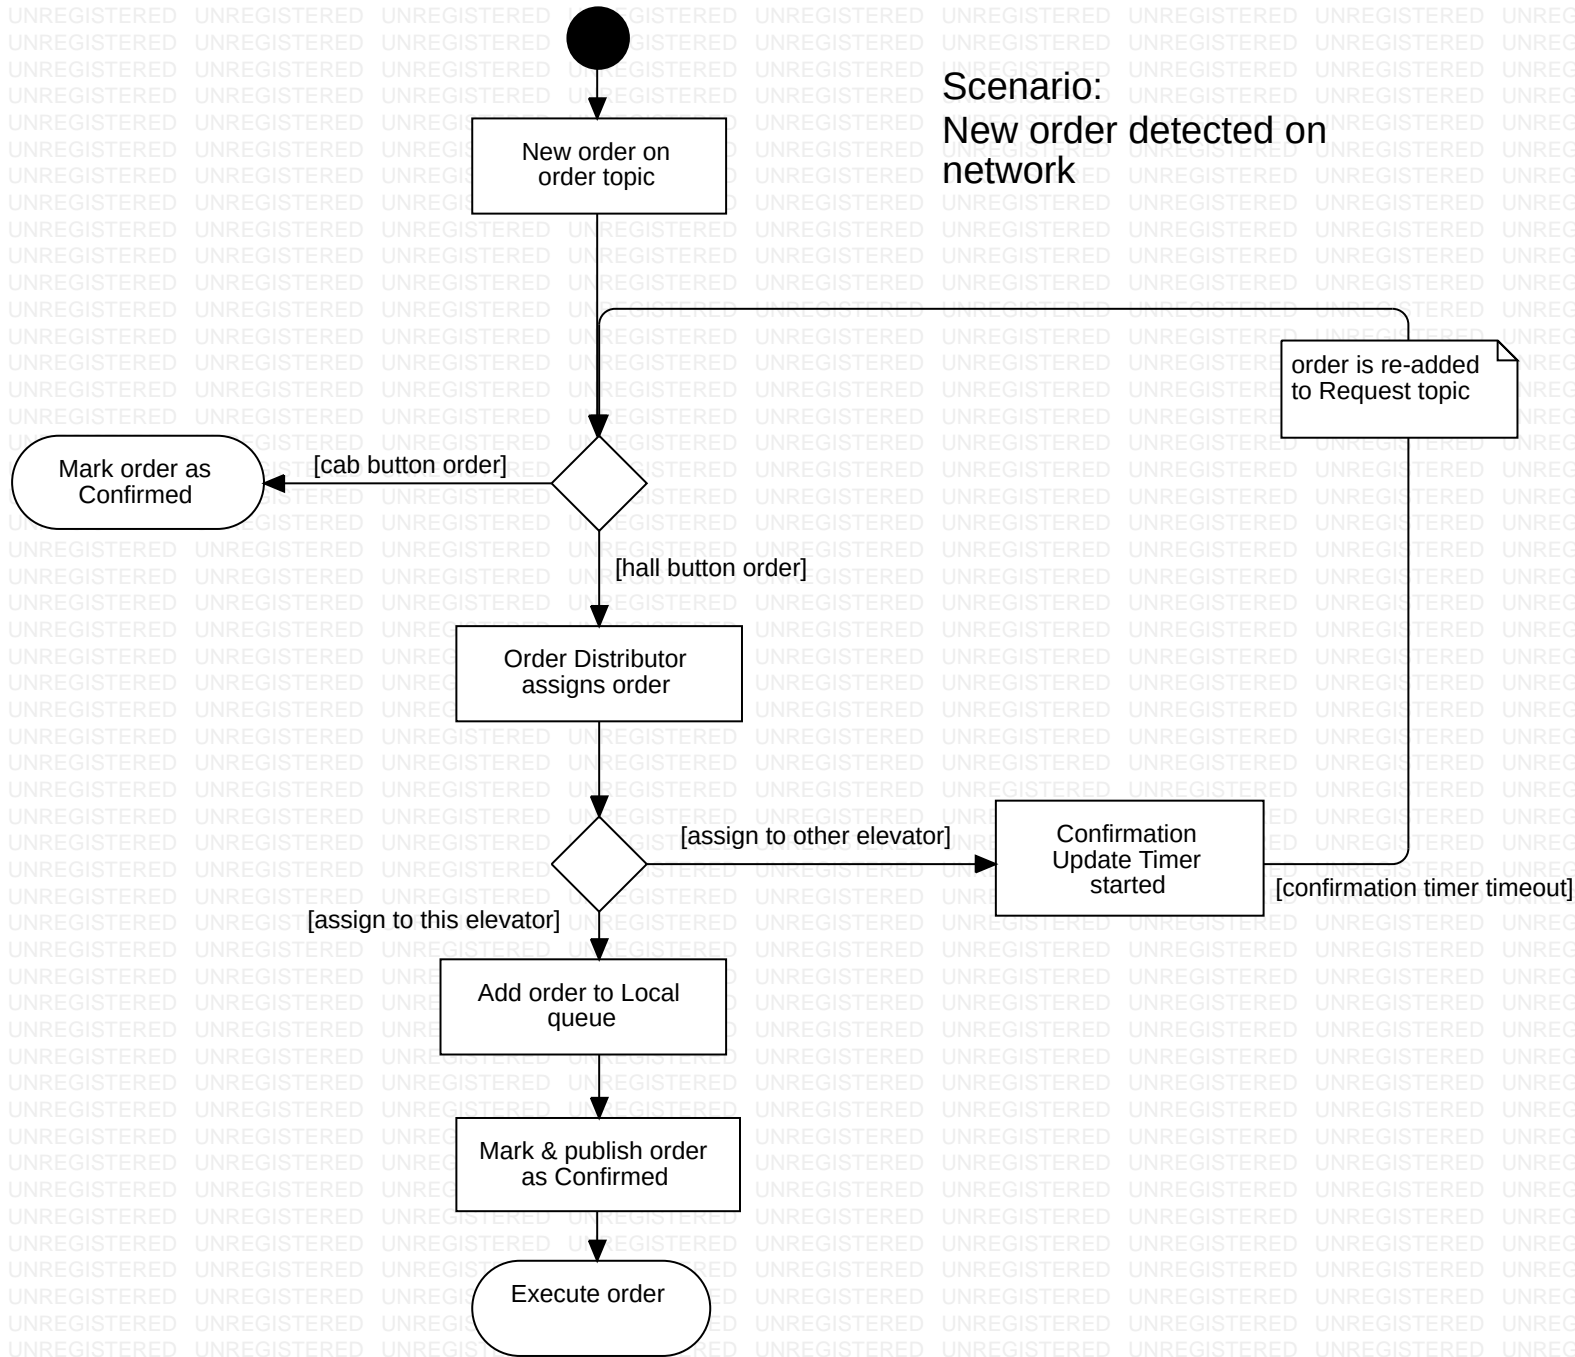 Scenario:
New order detected on
network
New order on
order topic
order is re-added
to Request topic
Mark order as
Confirmed
[cab button order]
[hall button order]
Order Distributor
assigns order
[assign to other elevator]
Confirmation
Update Timer
started
[confirmation timer timeout]
[assign to this elevator]
Add order to Local
queue
Mark & publish order
as Confirmed
Execute order
UNREGISTERED